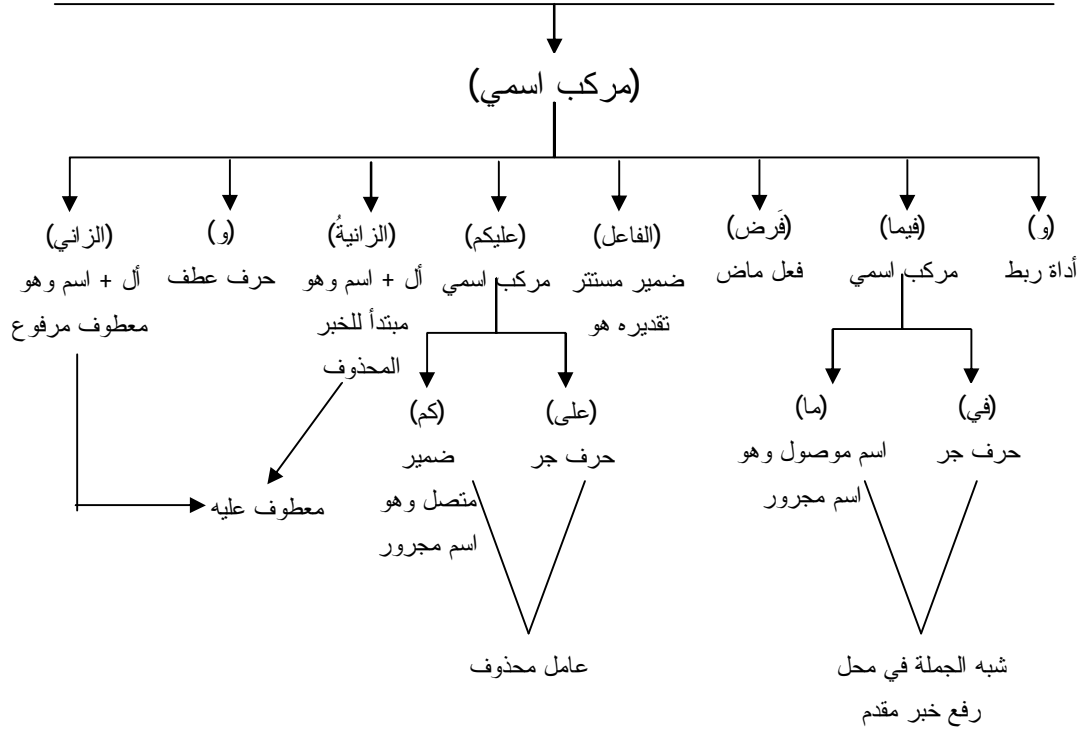 (مركب اسمي)
(و) (فيما) (فَرض) (الفاعل) (عليكم) (الزانيةُ) (و) (الزاني)
أداة ربط مركب اسمي فعل ماض ضمير مستتر مركب اسمي أل + اسم وهو حرف عطف أل + اسم وهو
تقديره هو مبتدأ للخبر معطوف مرفوع
المحذوف
(في) (ما) (على) (كم)
حرف جر اسم موصول وهو حرف جر ضمير
اسم مجرور متصل وهو معطوف عليه
اسم مجرور
شبه الجملة في محل عامل محذوف
رفع خبر مقدم